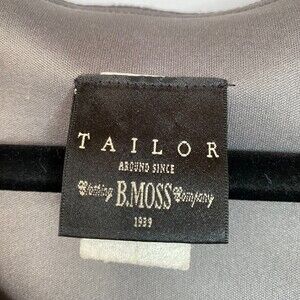 TAILOR
AROUND SINCE
Clothing B.MOSS Company
1939